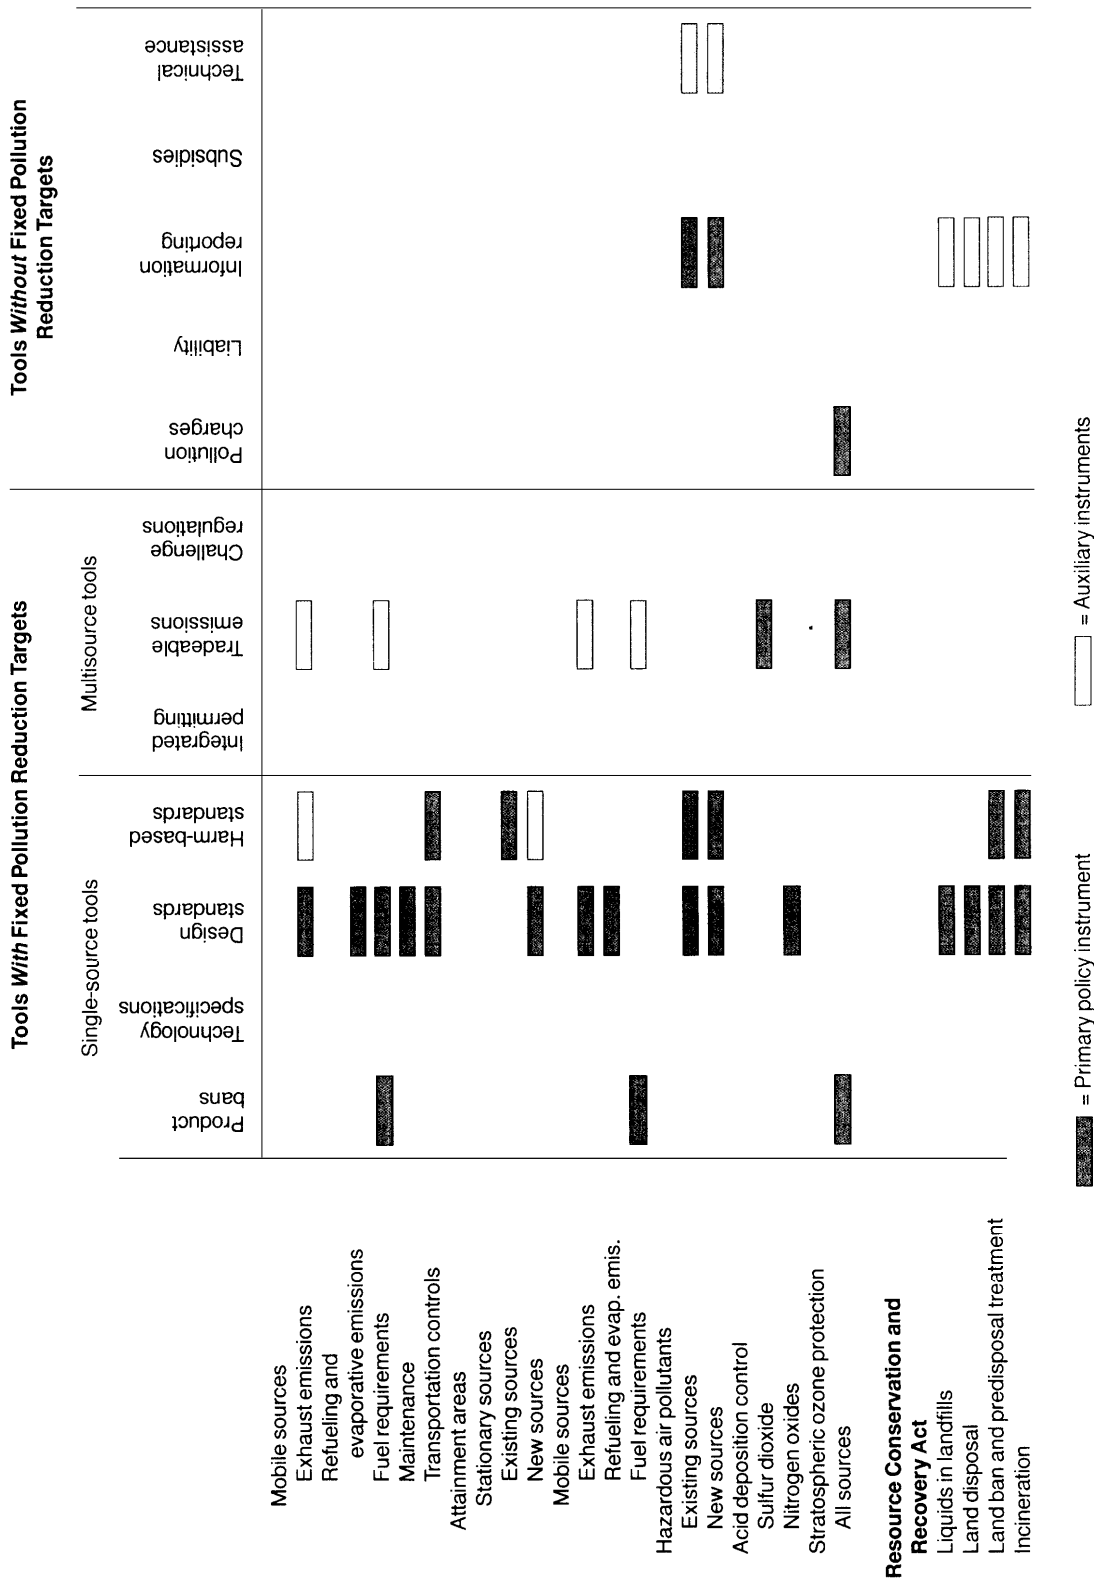 Tools With Fixed Pollution Reduction Targets
Tools Without Fixed Pollution
Reduction Targets
Single-source tools
Multisource tools
Product
bans
Technology
specifications
Design
standards
Harm-based
standards
Integrated
permitting
Tradeable
emissions
Challenge
regulations
Pollution
charges
Liability
Information
reporting
Subsidies
Technical
assistance
Mobile sources
Exhaust emissions
Refueling and
evaporative emissions
Fuel requirements
Maintenance
Transportation controls
Attainment areas
Stationary sources
Existing sources
New sources
Mobile sources
Exhaust emissions
Refueling and evap. emis.
Fuel requirements
Hazardous air pollutants
Existing sources
New sources
Acid deposition control
Sulfur dioxide
Nitrogen oxides
Stratospheric ozone protection
All sources
Resource Conservation and
Recovery Act
Liquids in landfills
Land disposal
Land ban and predisposal treatment
Incineration
= Primary policy instrument
= Auxiliary instruments